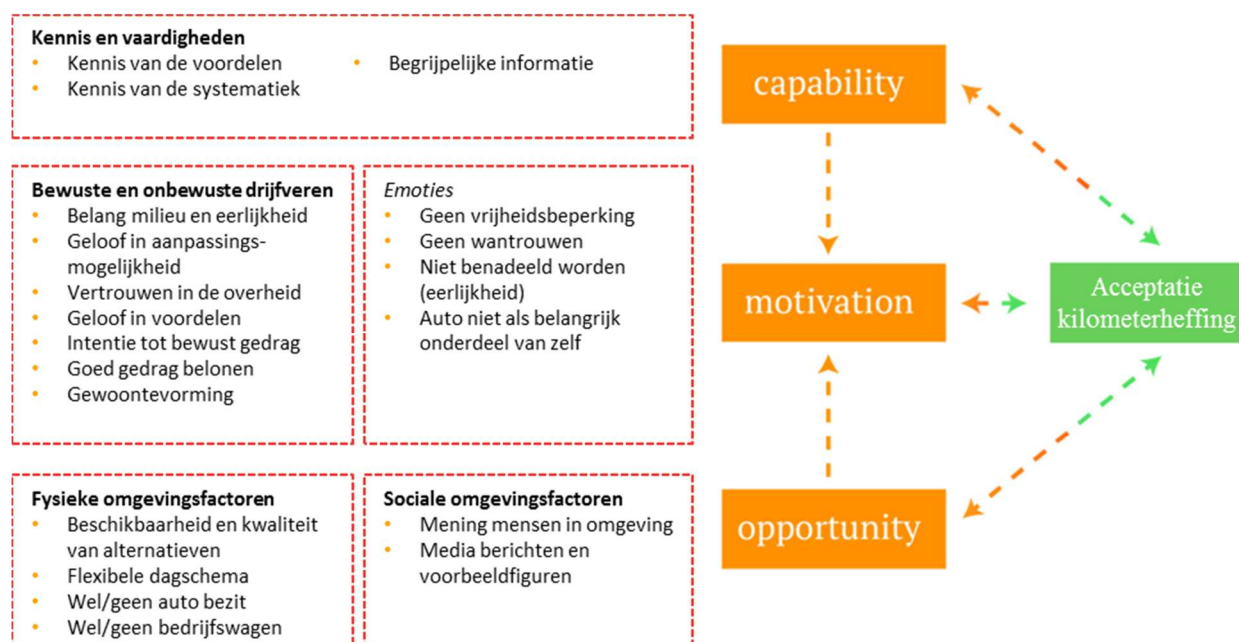 Kennis en vaardigheden
• Kennis van de voordelen
• Kennis van de systematiek
• Begrijpelijke informatie
Bewuste en onbewuste drijfveren
• Belang milieu en eerlijkheid
• Geloof in aanpassings-
mogelijkheid
• Vertrouwen in de overheid
• Geloof in voordelen
• Intentie tot bewust gedrag
• Goed gedrag belonen
• Gewoontevorming
Emoties
• Geen vrijheidsbeperking
• Geen wantrouwen
• Niet benadeeld worden
(eerlijkheid)
• Auto niet als belangrijk
onderdeel van zelf
Fysieke omgevingsfactoren
• Beschikbaarheid en kwaliteit
van alternatieven
• Flexibele dagschema
• Wel/geen auto bezit
• Wel/geen bedrijfswagen
Sociale omgevingsfactoren
• Mening mensen in omgeving
• Media berichten en
voorbeeldfiguren
capability
motivation
opportunity
Acceptatie
kilometerheffing